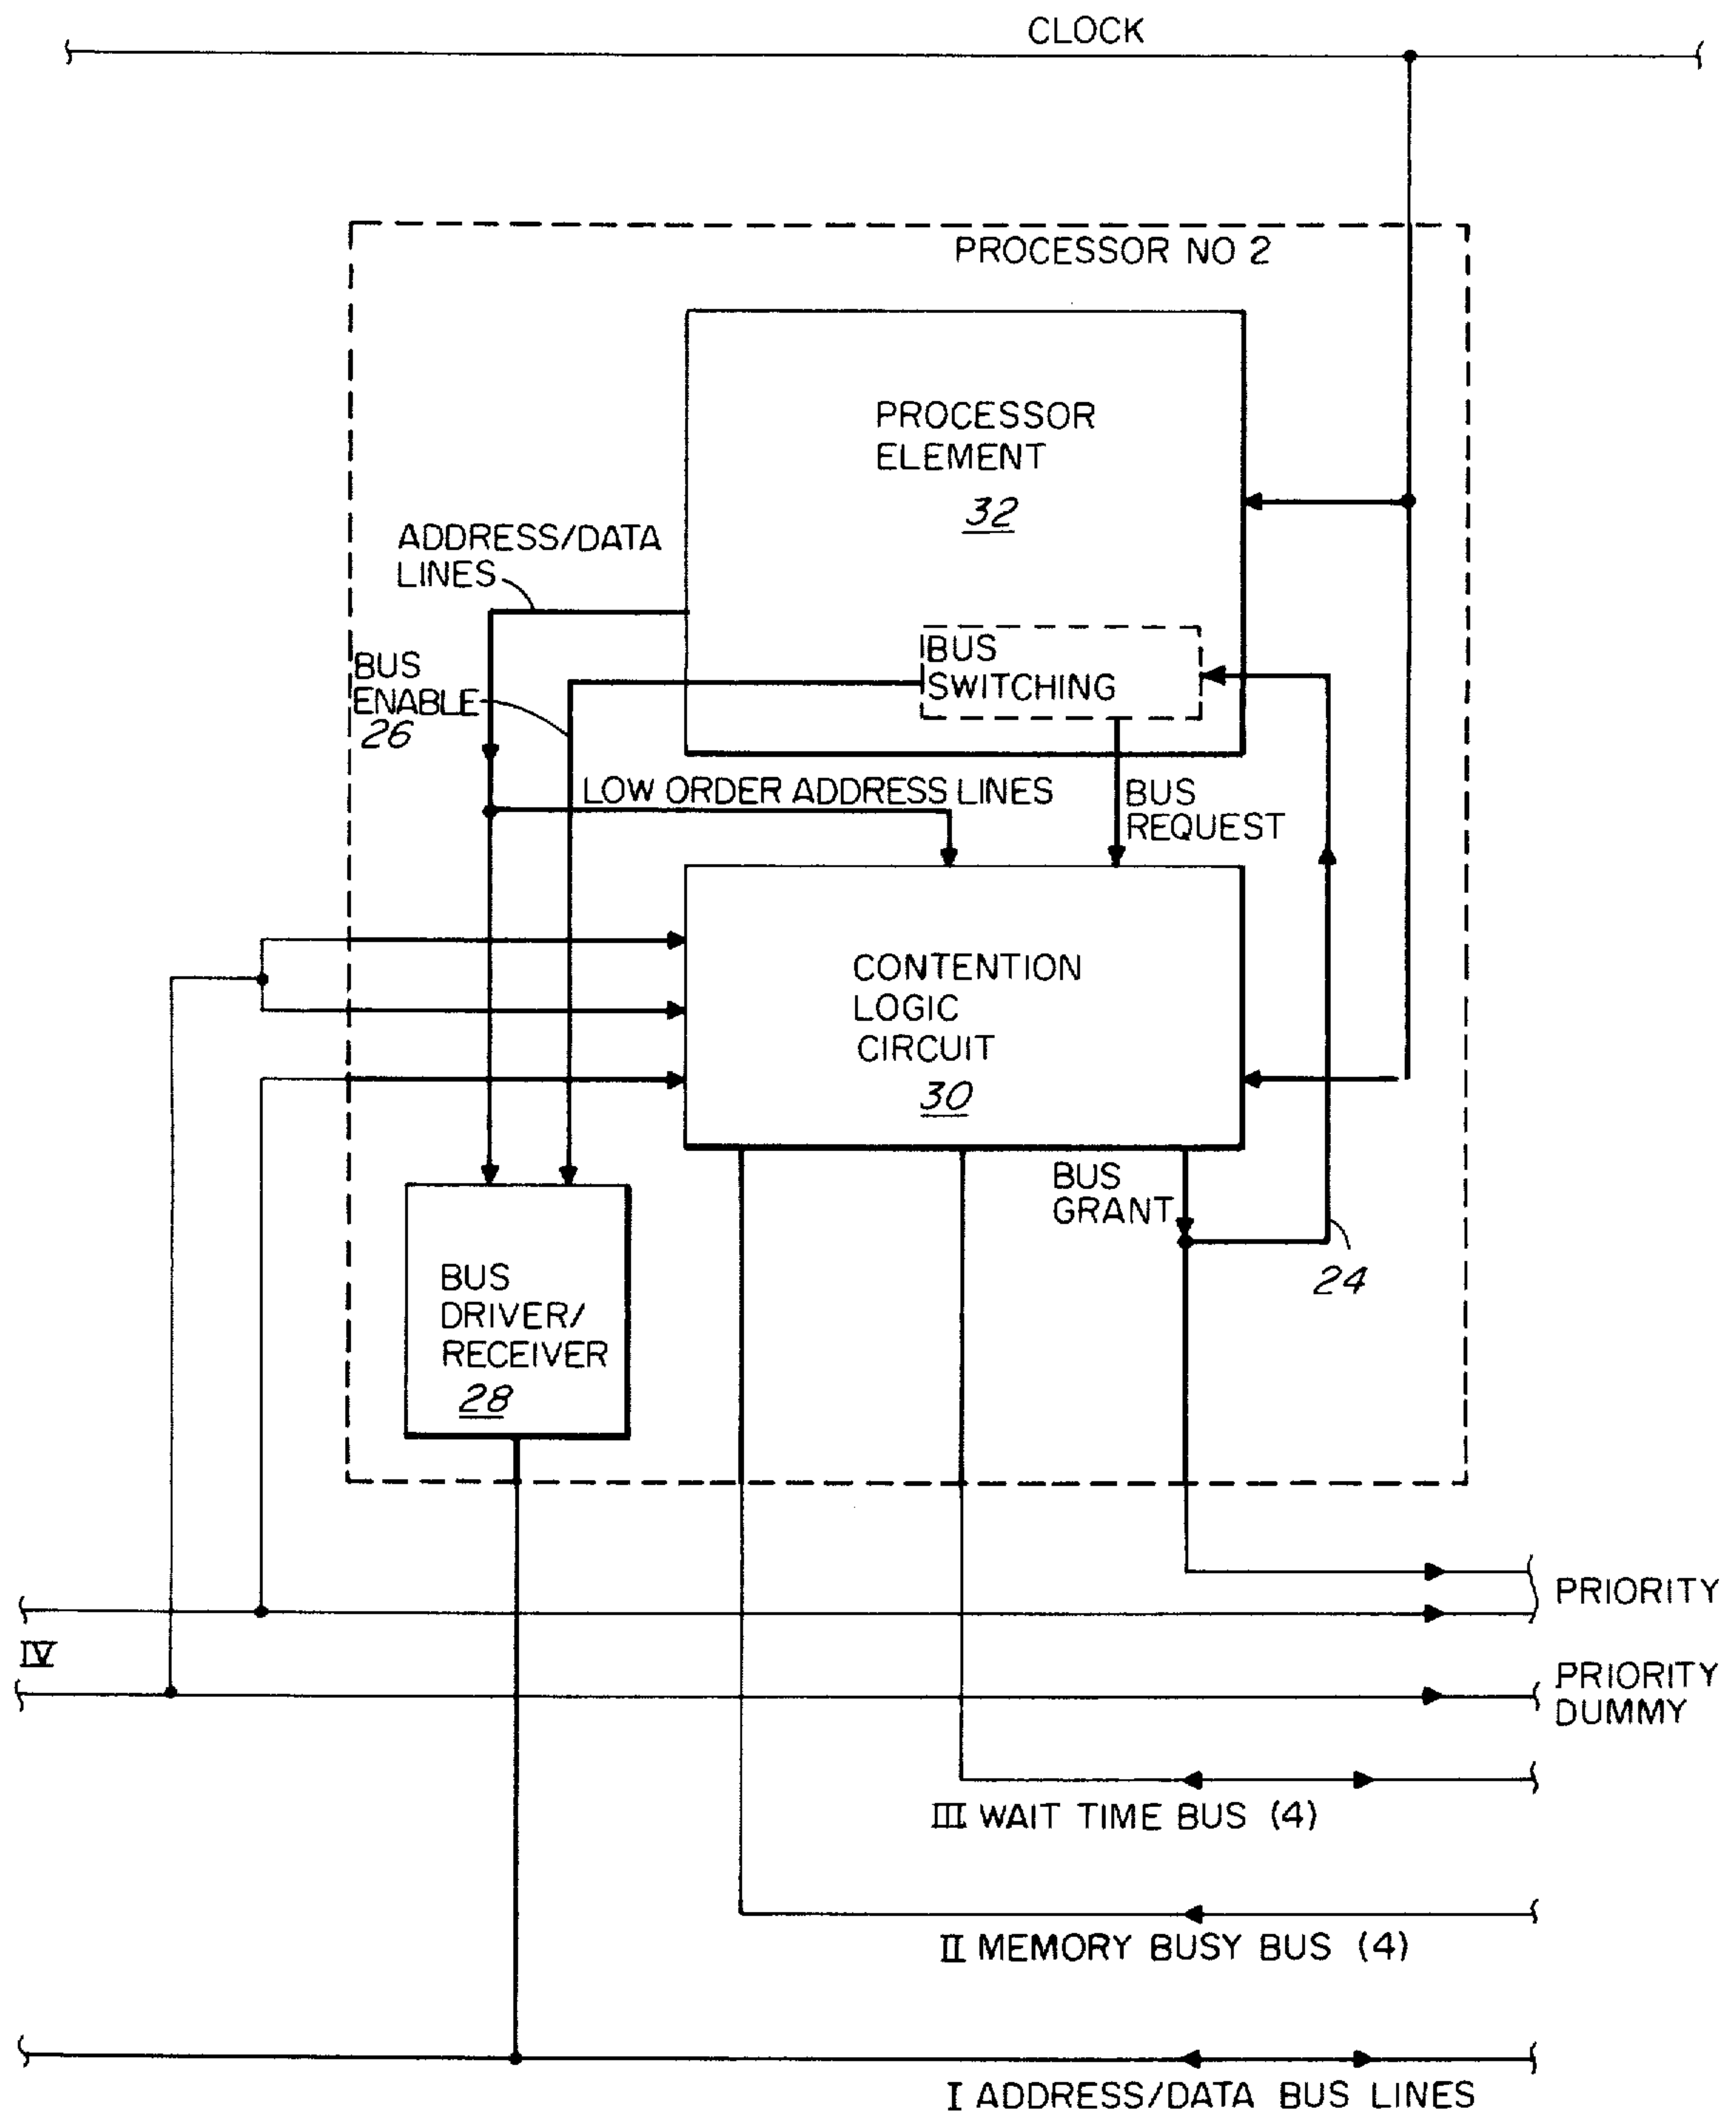 CLOCK
PROCESSOR NO 2
PROCESSOR
ELEMENT
32
ADDRESS/DATA
LINES
BUS
SWITCHING
BUS
ENABLE
26
LOW ORDER ADDRESS LINES
BUS
REQUEST
CONTENTION
LOGIC
CIRCUIT
30
BUS
GRANT
24
BUS
DRIVER/
RECEIVER
28
PRIORITY
IV
PRIORITY
DUMMY
III WAIT TIME BUS (4)
II MEMORY BUSY BUS (4)
I ADDRESS/DATA BUS LINES